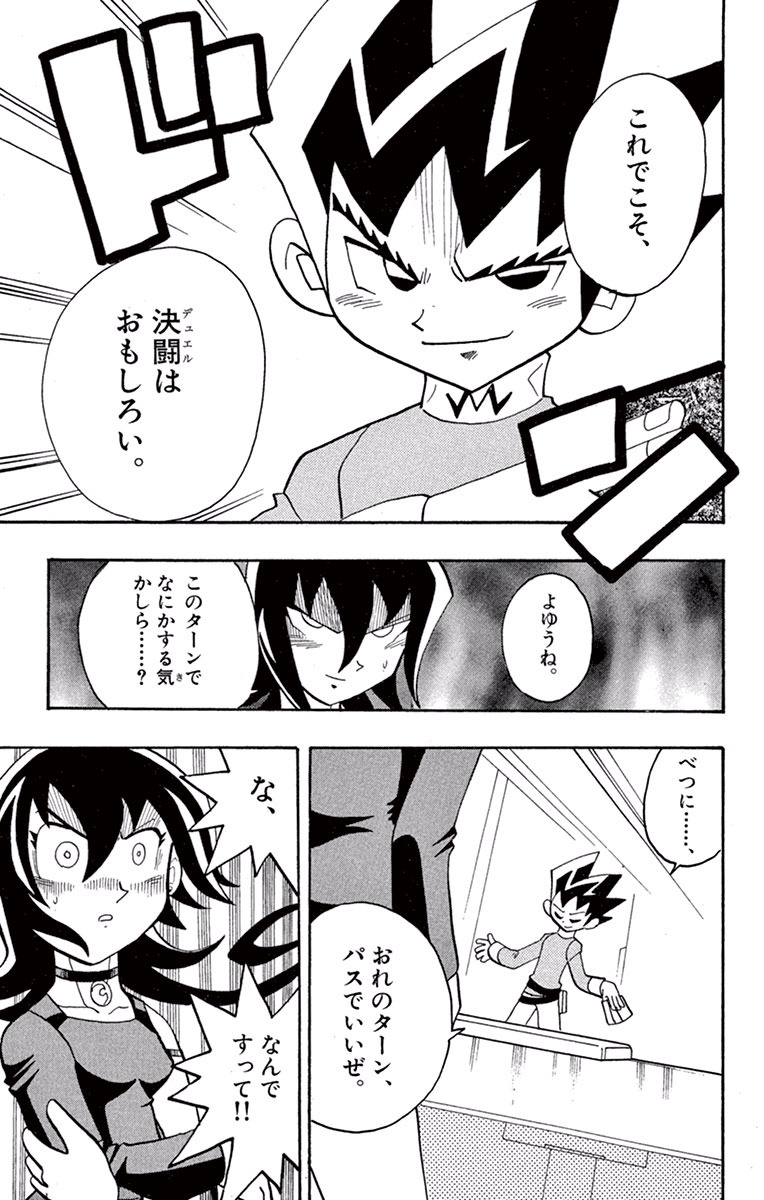 これでこそ、
決闘は
デュエル
おもしろい。
ドン
よゆうね。
このターンで
なにかする気
き
かしら……?
べつに……、
おれのターン、
パスでいいぜ。
な、
なんで
すって!!